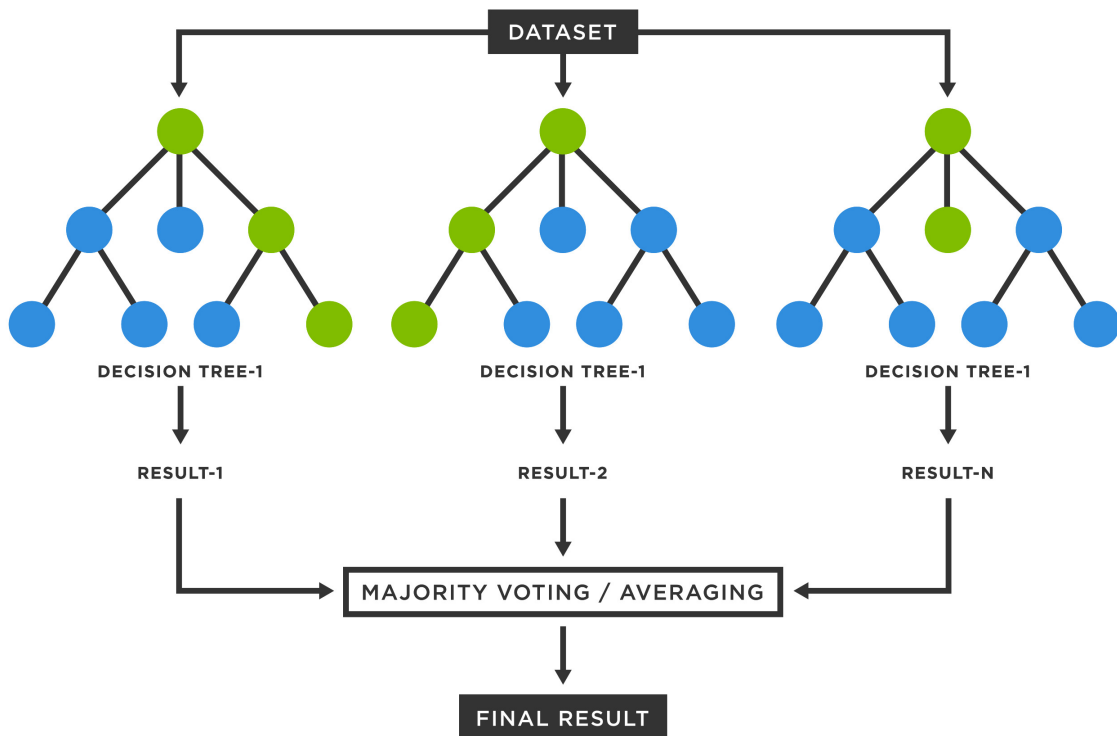 DATASET
DECISION TREE-1
DECISION TREE-1
DECISION TREE-1
RESULT-1
RESULT-2
RESULT-N
MAJORITY VOTING / AVERAGING
FINAL RESULT